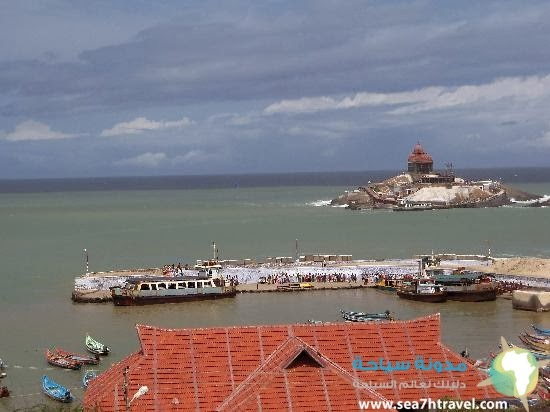 مدونة سياحة
دليلك لعالم السياحة
www.sea7htravel.com